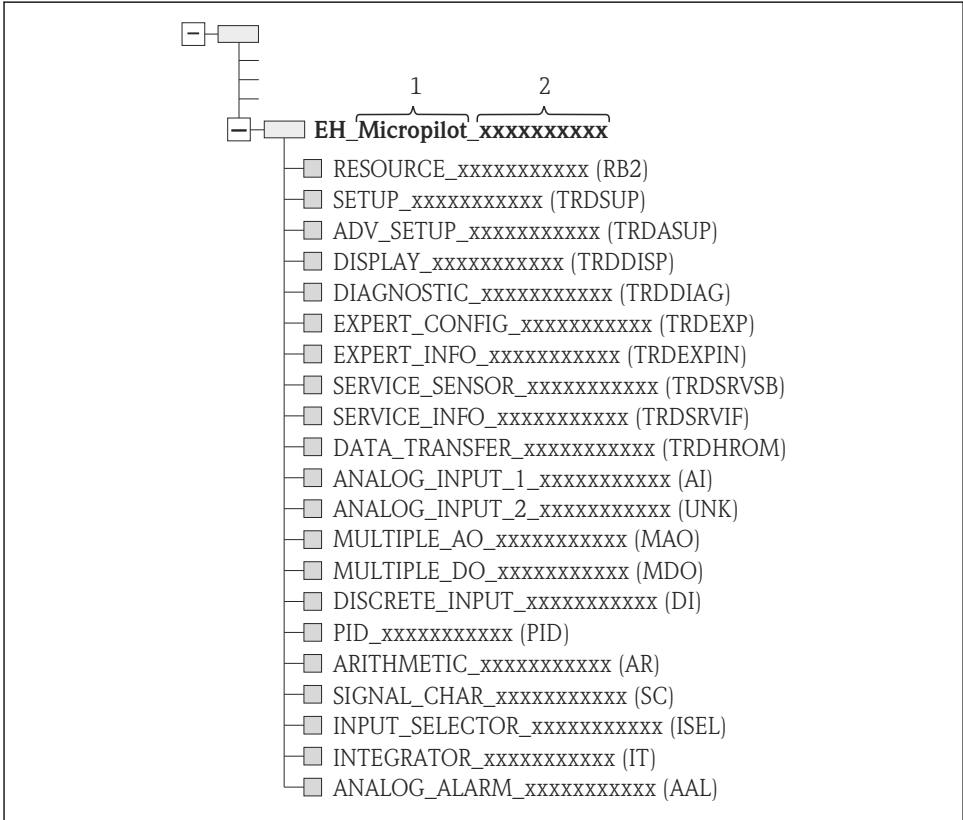 1 2
EH_Micropilot_xxxxxxxxxx
RESOURCE_xxxxxxxxxxx (RB2)
SETUP_xxxxxxxxxxx (TRDSUP)
ADV_SETUP_xxxxxxxxxxx (TRDASUP)
DISPLAY_xxxxxxxxxxx (TRDDISP)
DIAGNOSTIC_xxxxxxxxxxx (TRDDIAG)
EXPERT_CONFIG_xxxxxxxxxxx (TRDEXP)
EXPERT_INFO_xxxxxxxxxxx (TRDEXPIN)
SERVICE_SENSOR_xxxxxxxxxxx (TRDSRVSB)
SERVICE_INFO_xxxxxxxxxxx (TRDSRVIF)
DATA_TRANSFER_xxxxxxxxxxx (TRDHROM)
ANALOG_INPUT_1_xxxxxxxxxxx (AI)
ANALOG_INPUT_2_xxxxxxxxxxx (UNK)
MULTIPLE_AO_xxxxxxxxxxx (MAO)
MULTIPLE_DO_xxxxxxxxxxx (MDO)
DISCRETE_INPUT_xxxxxxxxxxx (DI)
PID_xxxxxxxxxxx (PID)
ARITHMETIC_xxxxxxxxxxx (AR)
SIGNAL_CHAR_xxxxxxxxxxx (SC)
INPUT_SELECTOR_xxxxxxxxxxx (ISEL)
INTEGRATOR_xxxxxxxxxxx (IT)
ANALOG_ALARM_xxxxxxxxxxx (AAL)